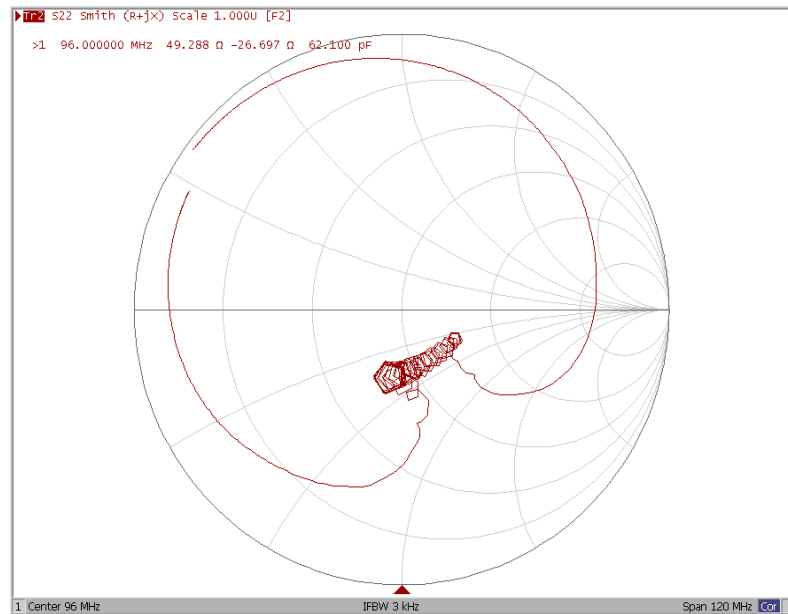 Tr2 S22 Smith (R+jX) Scale 1.000U [F2]
>1 96.000000 MHz 49.288 Ω -26.697 Ω 62.100 pF
1 Center 96 MHz IFBW 3 kHz Span 120 MHz Cor